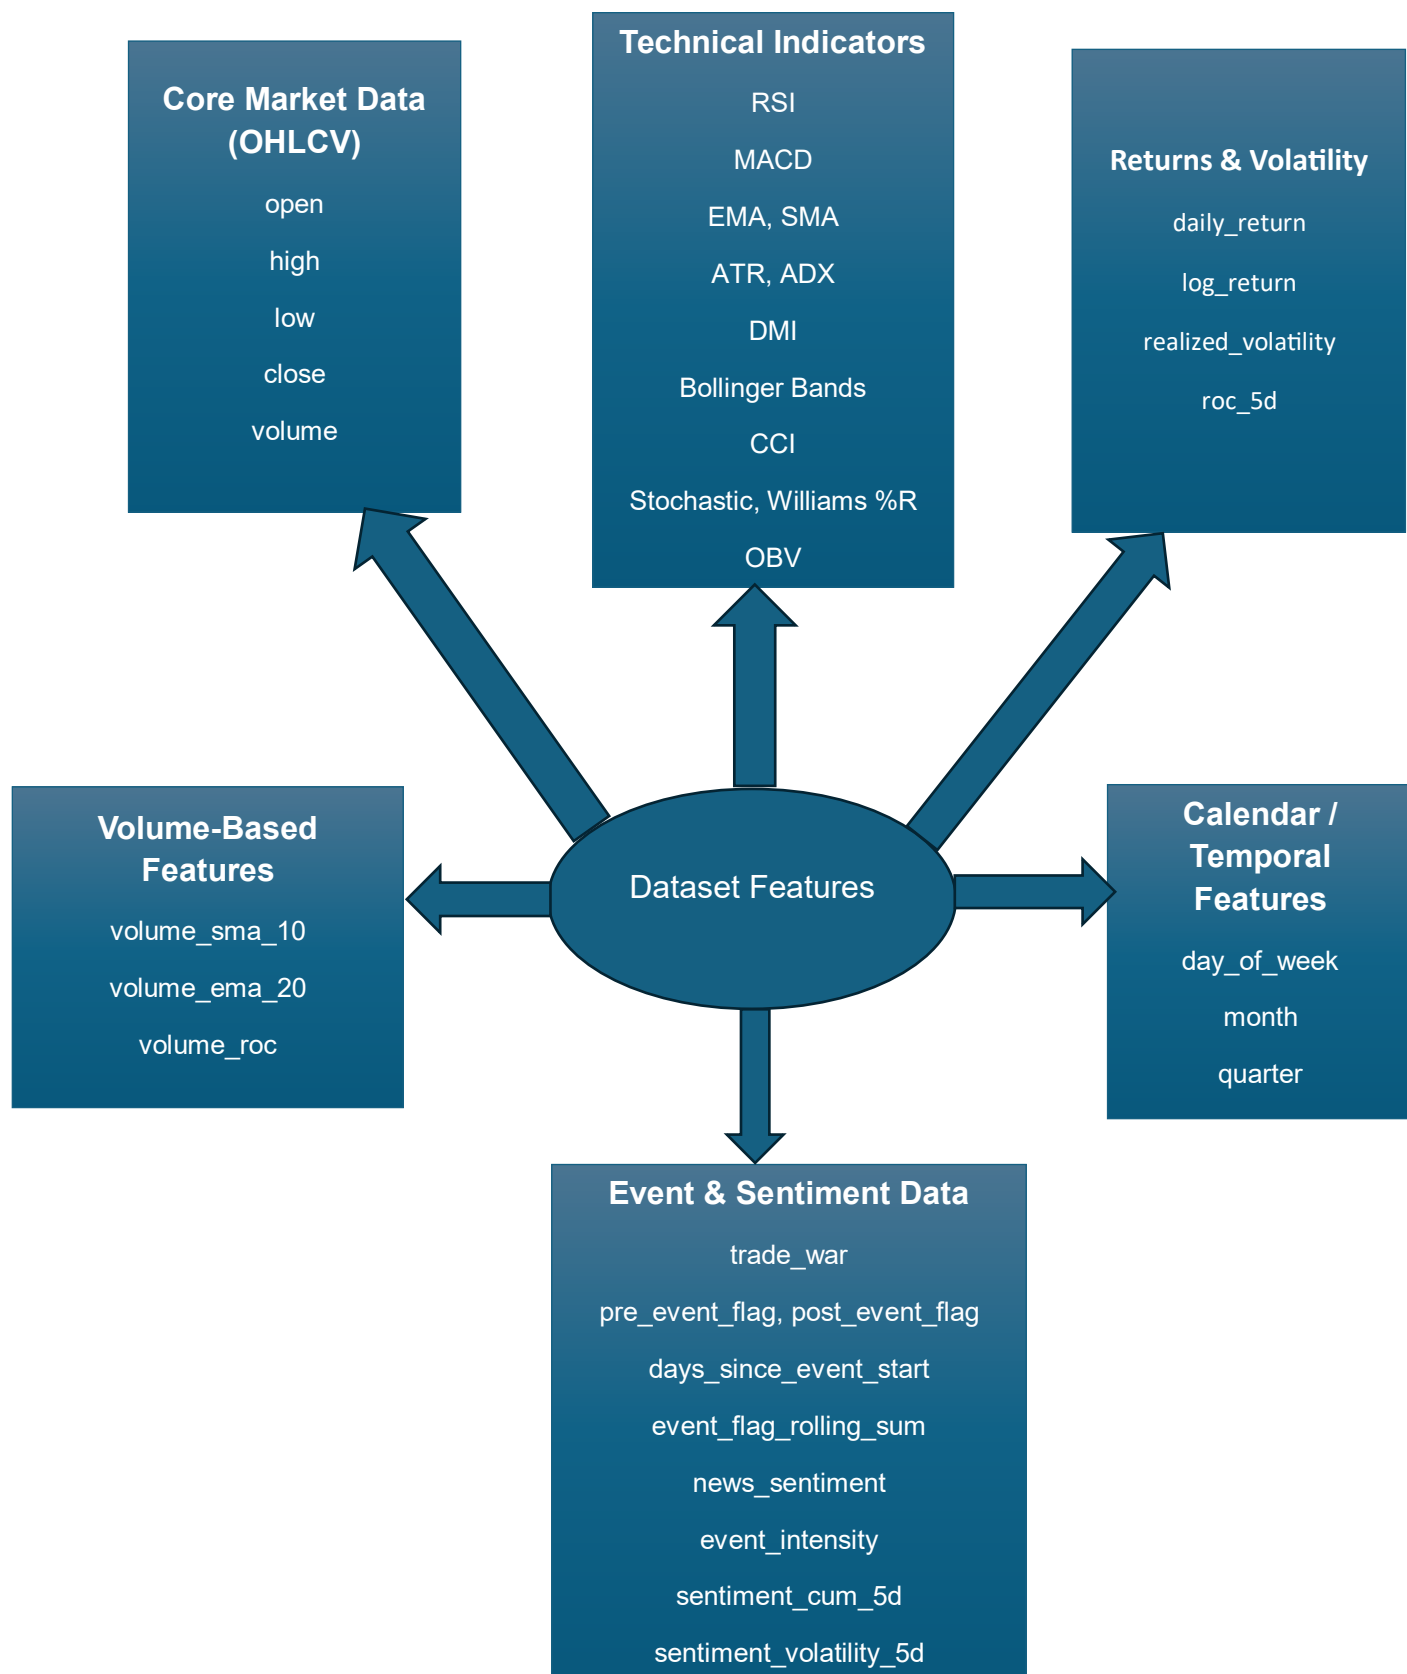 Core Market Data
(OHLCV)
open
high
low
close
volume
Technical Indicators
RSI
MACD
EMA, SMA
ATR, ADX
DMI
Bollinger Bands
CCI
Stochastic, Williams %R
OBV
Returns & Volatility
daily_return
log_return
realized_volatility
roc_5d
Volume-Based
Features
volume_sma_10
volume_ema_20
volume_roc
Dataset Features
Calendar /
Temporal
Features
day_of_week
month
quarter
Event & Sentiment Data
trade_war
pre_event_flag, post_event_flag
days_since_event_start
event_flag_rolling_sum
news_sentiment
event_intensity
sentiment_cum_5d
sentiment_volatility_5d